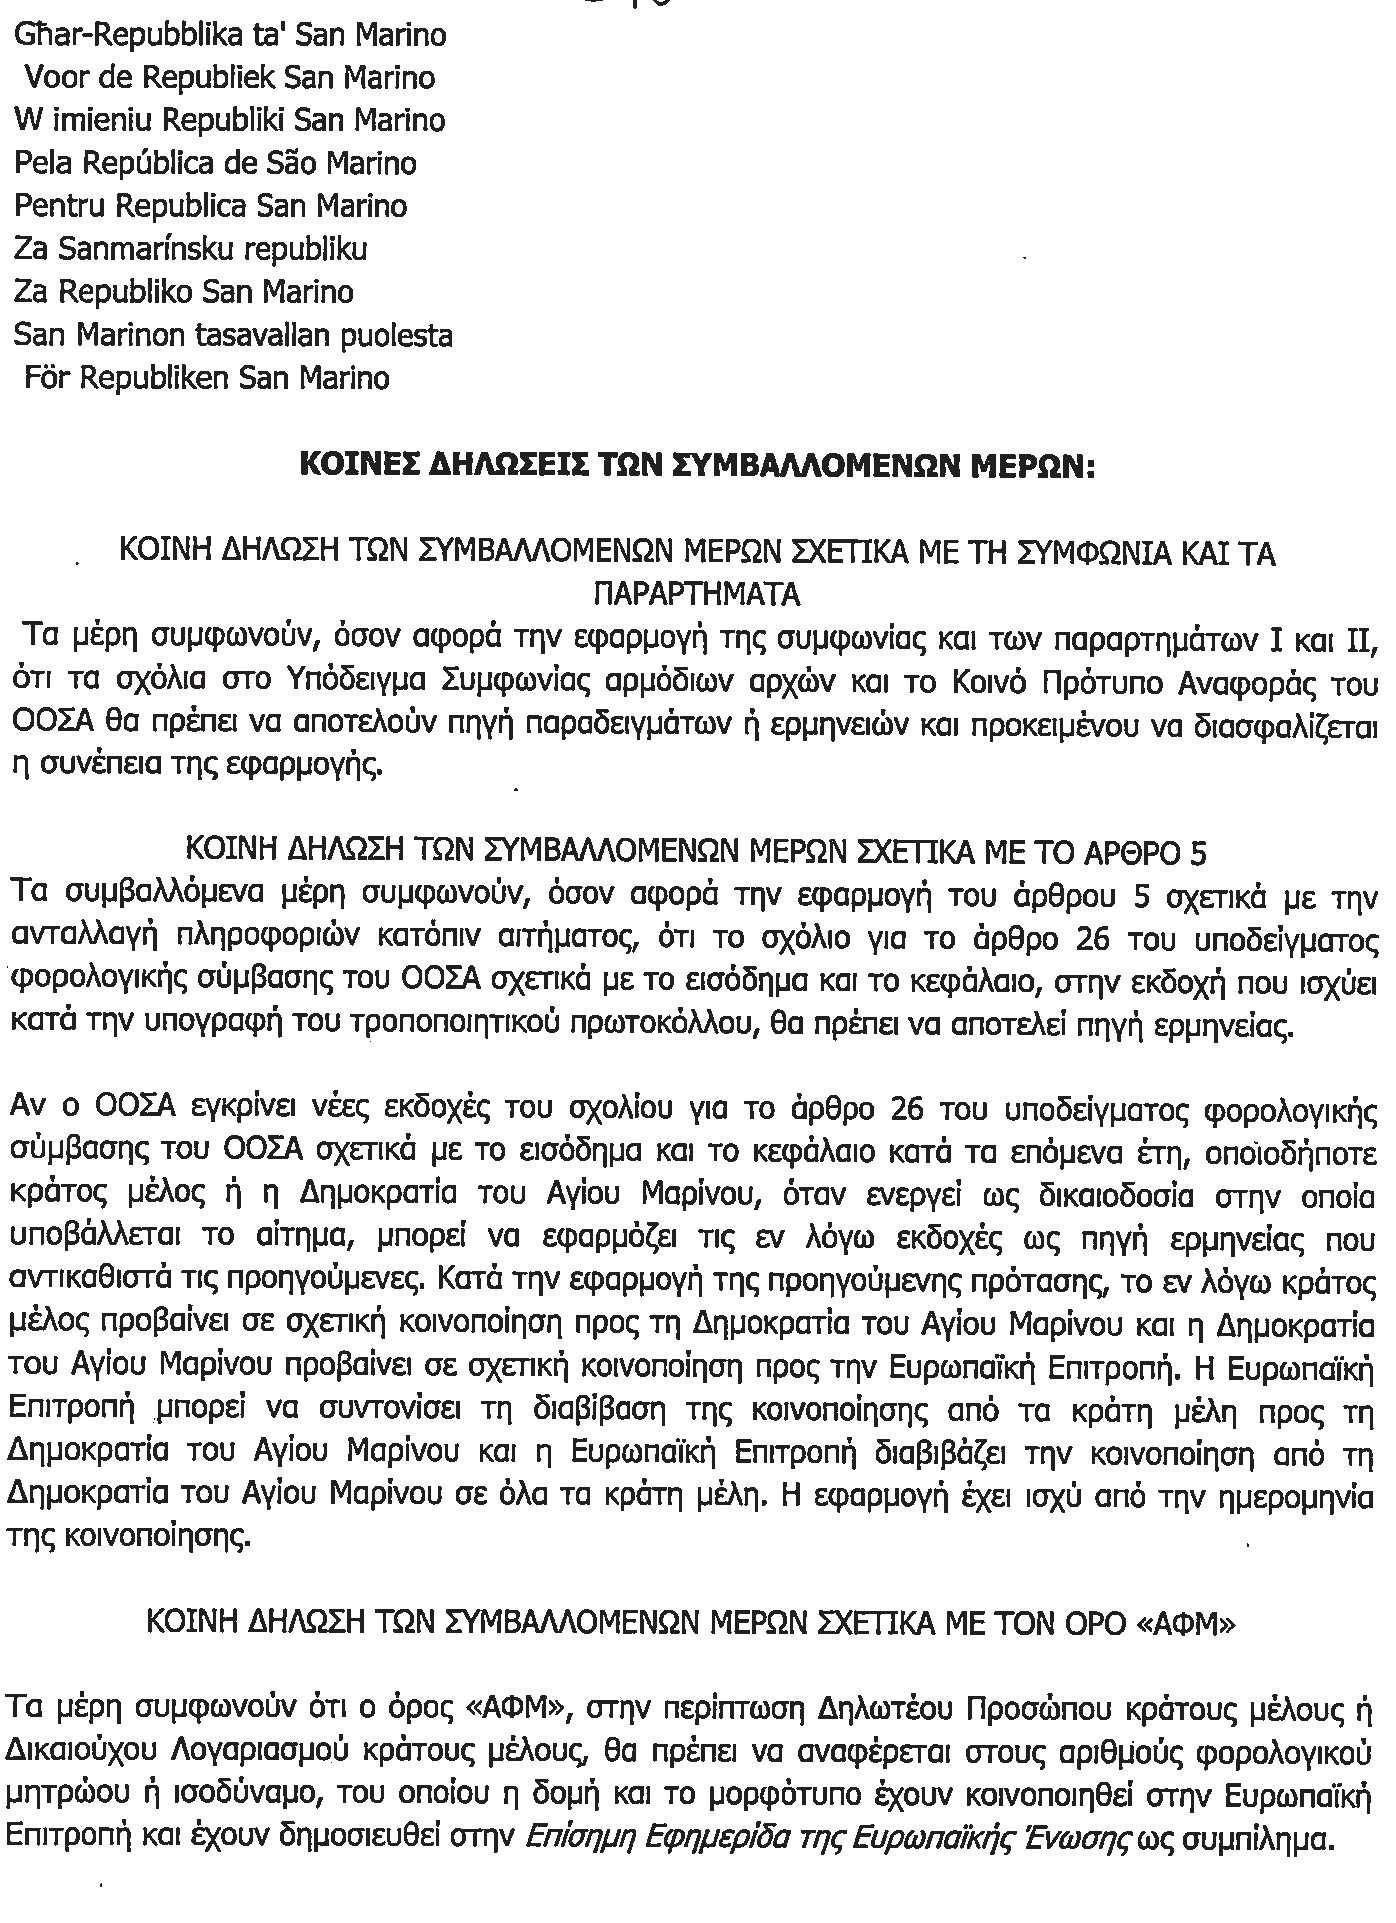 Għar-Repubblika ta' San Marino
Voor de Republiek San Marino
W imieniu Republiki San Marino
Pela República de São Marino
Pentru Republica San Marino
Za Sanmarínsku republiku
Za Republiko San Marino
San Marinon tasavallan puolesta
För Republiken San Marino
ΚΟΙΝΕΣ ΔΗΛΩΣΕΙΣ ΤΩΝ ΣΥΜΒΑΛΛΟΜΕΝΩΝ ΜΕΡΩΝ:
ΚΟΙΝΗ ΔΗΛΩΣΗ ΤΩΝ ΣΥΜΒΑΛΛΟΜΕΝΩΝ ΜΕΡΩΝ ΣΧΕΤΙΚΑ ΜΕ ΤΗ ΣΥΜΦΩΝΙΑ ΚΑΙ ΤΑ
ΠΑΡΑΡΤΗΜΑΤΑ
Τα μέρη συμφωνούν, όσον αφορά την εφαρμογή της συμφωνίας και των παραρτημάτων Ι και ΙΙ,
ότι τα σχόλια στο Υπόδειγμα Συμφωνίας αρμόδιων αρχών και το Κοινό Πρότυπο Αναφοράς του
ΟΟΣΑ θα πρέπει να αποτελούν πηγή παραδειγμάτων ή ερμηνειών και προκειμένου να διασφαλίζεται
η συνέπεια της εφαρμογής.
ΚΟΙΝΗ ΔΗΛΩΣΗ ΤΩΝ ΣΥΜΒΑΛΛΟΜΕΝΩΝ ΜΕΡΩΝ ΣΧΕΤΙΚΑ ΜΕ ΤΟ ΑΡΘΡΟ 5
Τα συμβαλλόμενα μέρη συμφωνούν, όσον αφορά την εφαρμογή του άρθρου 5 σχετικά με την
ανταλλαγή πληροφοριών κατόπιν αιτήματος, ότι το σχόλιο για το άρθρο 26 του υποδείγματος
φορολογικής σύμβασης του ΟΟΣΑ σχετικά με το εισόδημα και το κεφάλαιο, στην εκδοχή που ισχύει
κατά την υπογραφή του τροποποιητικού πρωτοκόλλου, θα πρέπει να αποτελεί πηγή ερμηνείας.
Αν ο ΟΟΣΑ εγκρίνει νέες εκδοχές του σχολίου για το άρθρο 26 του υποδείγματος φορολογικής
σύμβασης του ΟΟΣΑ σχετικά με το εισόδημα και το κεφάλαιο κατά τα επόμενα έτη, οποιοδήποτε
κράτος μέλος ή η Δημοκρατία του Αγίου Μαρίνου, όταν ενεργεί ως δικαιοδοσία στην οποία
υποβάλλεται το αίτημα, μπορεί να εφαρμόζει τις εν λόγω εκδοχές ως πηγή ερμηνείας που
αντικαθιστά τις προηγούμενες. Κατά την εφαρμογή της προηγούμενης πρότασης, το εν λόγω κράτος
μέλος προβαίνει σε σχετική κοινοποίηση προς τη Δημοκρατία του Αγίου Μαρίνου και η Δημοκρατία
του Αγίου Μαρίνου προβαίνει σε σχετική κοινοποίηση προς την Ευρωπαϊκή Επιτροπή. Η Ευρωπαϊκή
Επιτροπή μπορεί να συντονίσει τη διαβίβαση της κοινοποίησης από τα κράτη μέλη προς τη
Δημοκρατία του Αγίου Μαρίνου και η Ευρωπαϊκή Επιτροπή διαβιβάζει την κοινοποίηση από τη
Δημοκρατία του Αγίου Μαρίνου σε όλα τα κράτη μέλη. Η εφαρμογή έχει ισχύ από την ημερομηνία
της κοινοποίησης.
ΚΟΙΝΗ ΔΗΛΩΣΗ ΤΩΝ ΣΥΜΒΑΛΛΟΜΕΝΩΝ ΜΕΡΩΝ ΣΧΕΤΙΚΑ ΜΕ ΤΟΝ ΟΡΟ «ΑΦΜ»
Τα μέρη συμφωνούν ότι ο όρος «ΑΦΜ», στην περίπτωση Δηλωτέου Προσώπου κράτους μέλους ή
Δικαιούχου Λογαριασμού κράτους μέλους, θα πρέπει να αναφέρεται στους αριθμούς φορολογικού
μητρώου ή ισοδύναμο, του οποίου η δομή και το μορφότυπο έχουν κοινοποιηθεί στην Ευρωπαϊκή
Επιτροπή και έχουν δημοσιευθεί στην Επίσημη Εφημερίδα της Ευρωπαϊκής Ένωσης ως συμπίλημα.